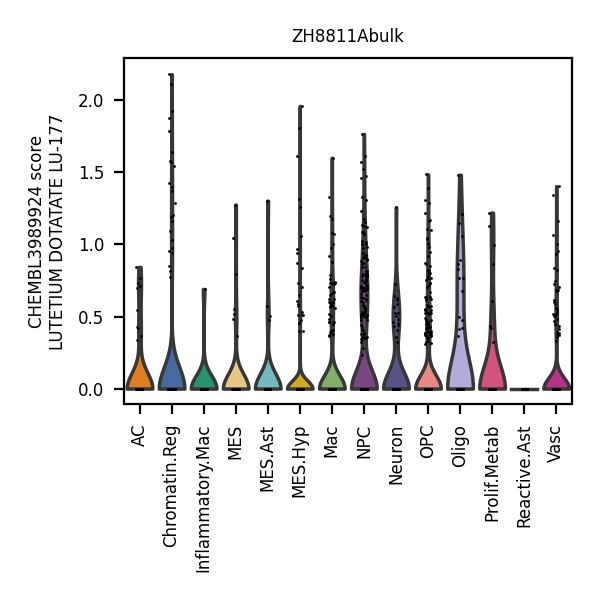 ZH8811Abulk
CHEMBL3989924 score
LUTETIUM DOTATATE LU-177
2.0
1.5
1.0
0.5
0.0
AC
Chromatin.Reg
Inflammatory.Mac
MES
MES.Ast
MES.Hyp
Mac
NPC
Neuron
OPC
Oligo
Prolif.Metab
Reactive.Ast
Vasc